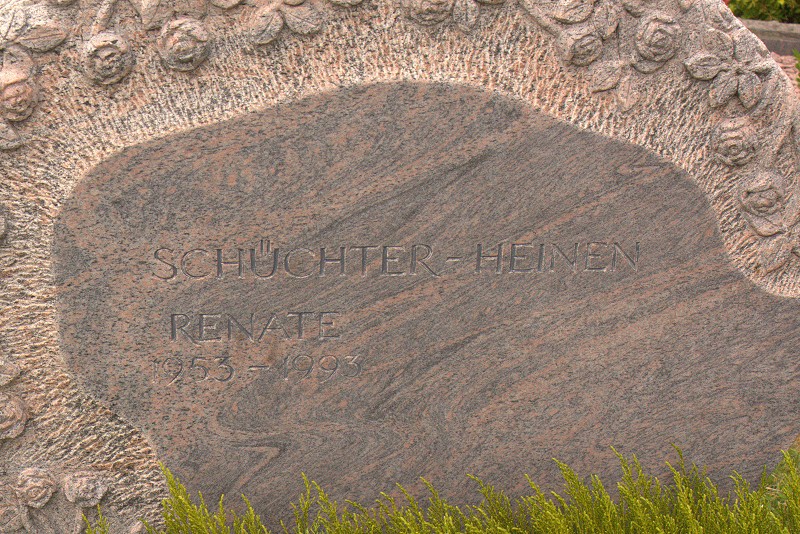 SCHÜCHTER-HEINEN
RENATE
1953-1993